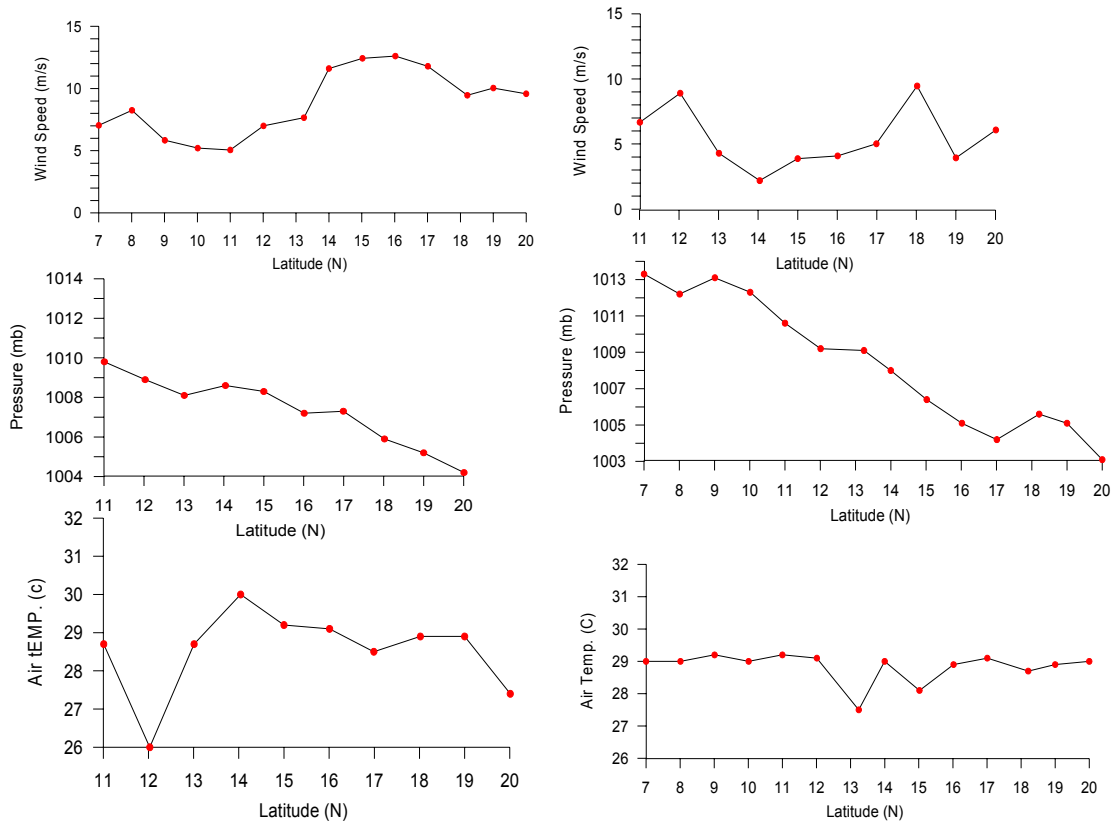 15
10
5
0
Wind Speed (m/s)
7 8 9 10 11 12 13 14 15 16 17 18 19 20
Latitude (N)
15
10
5
0
Wind Speed (m/s)
11 12 13 14 15 16 17 18 19 20
Latitude (N)
1014
1012
1010
1008
1006
1004
Pressure (mb)
11 12 13 14 15 16 17 18 19 20
Latitude (N)
1013
1011
1009
1007
1005
1003
Pressure (mb)
7 8 9 10 11 12 13 14 15 16 17 18 19 20
Latitude (N)
32
31
30
29
28
27
26
Air tEMP. (c)
11 12 13 14 15 16 17 18 19 20
Latitude (N)
32
31
30
29
28
27
26
Air Temp. (C)
7 8 9 10 11 12 13 14 15 16 17 18 19 20
Latitude (N)